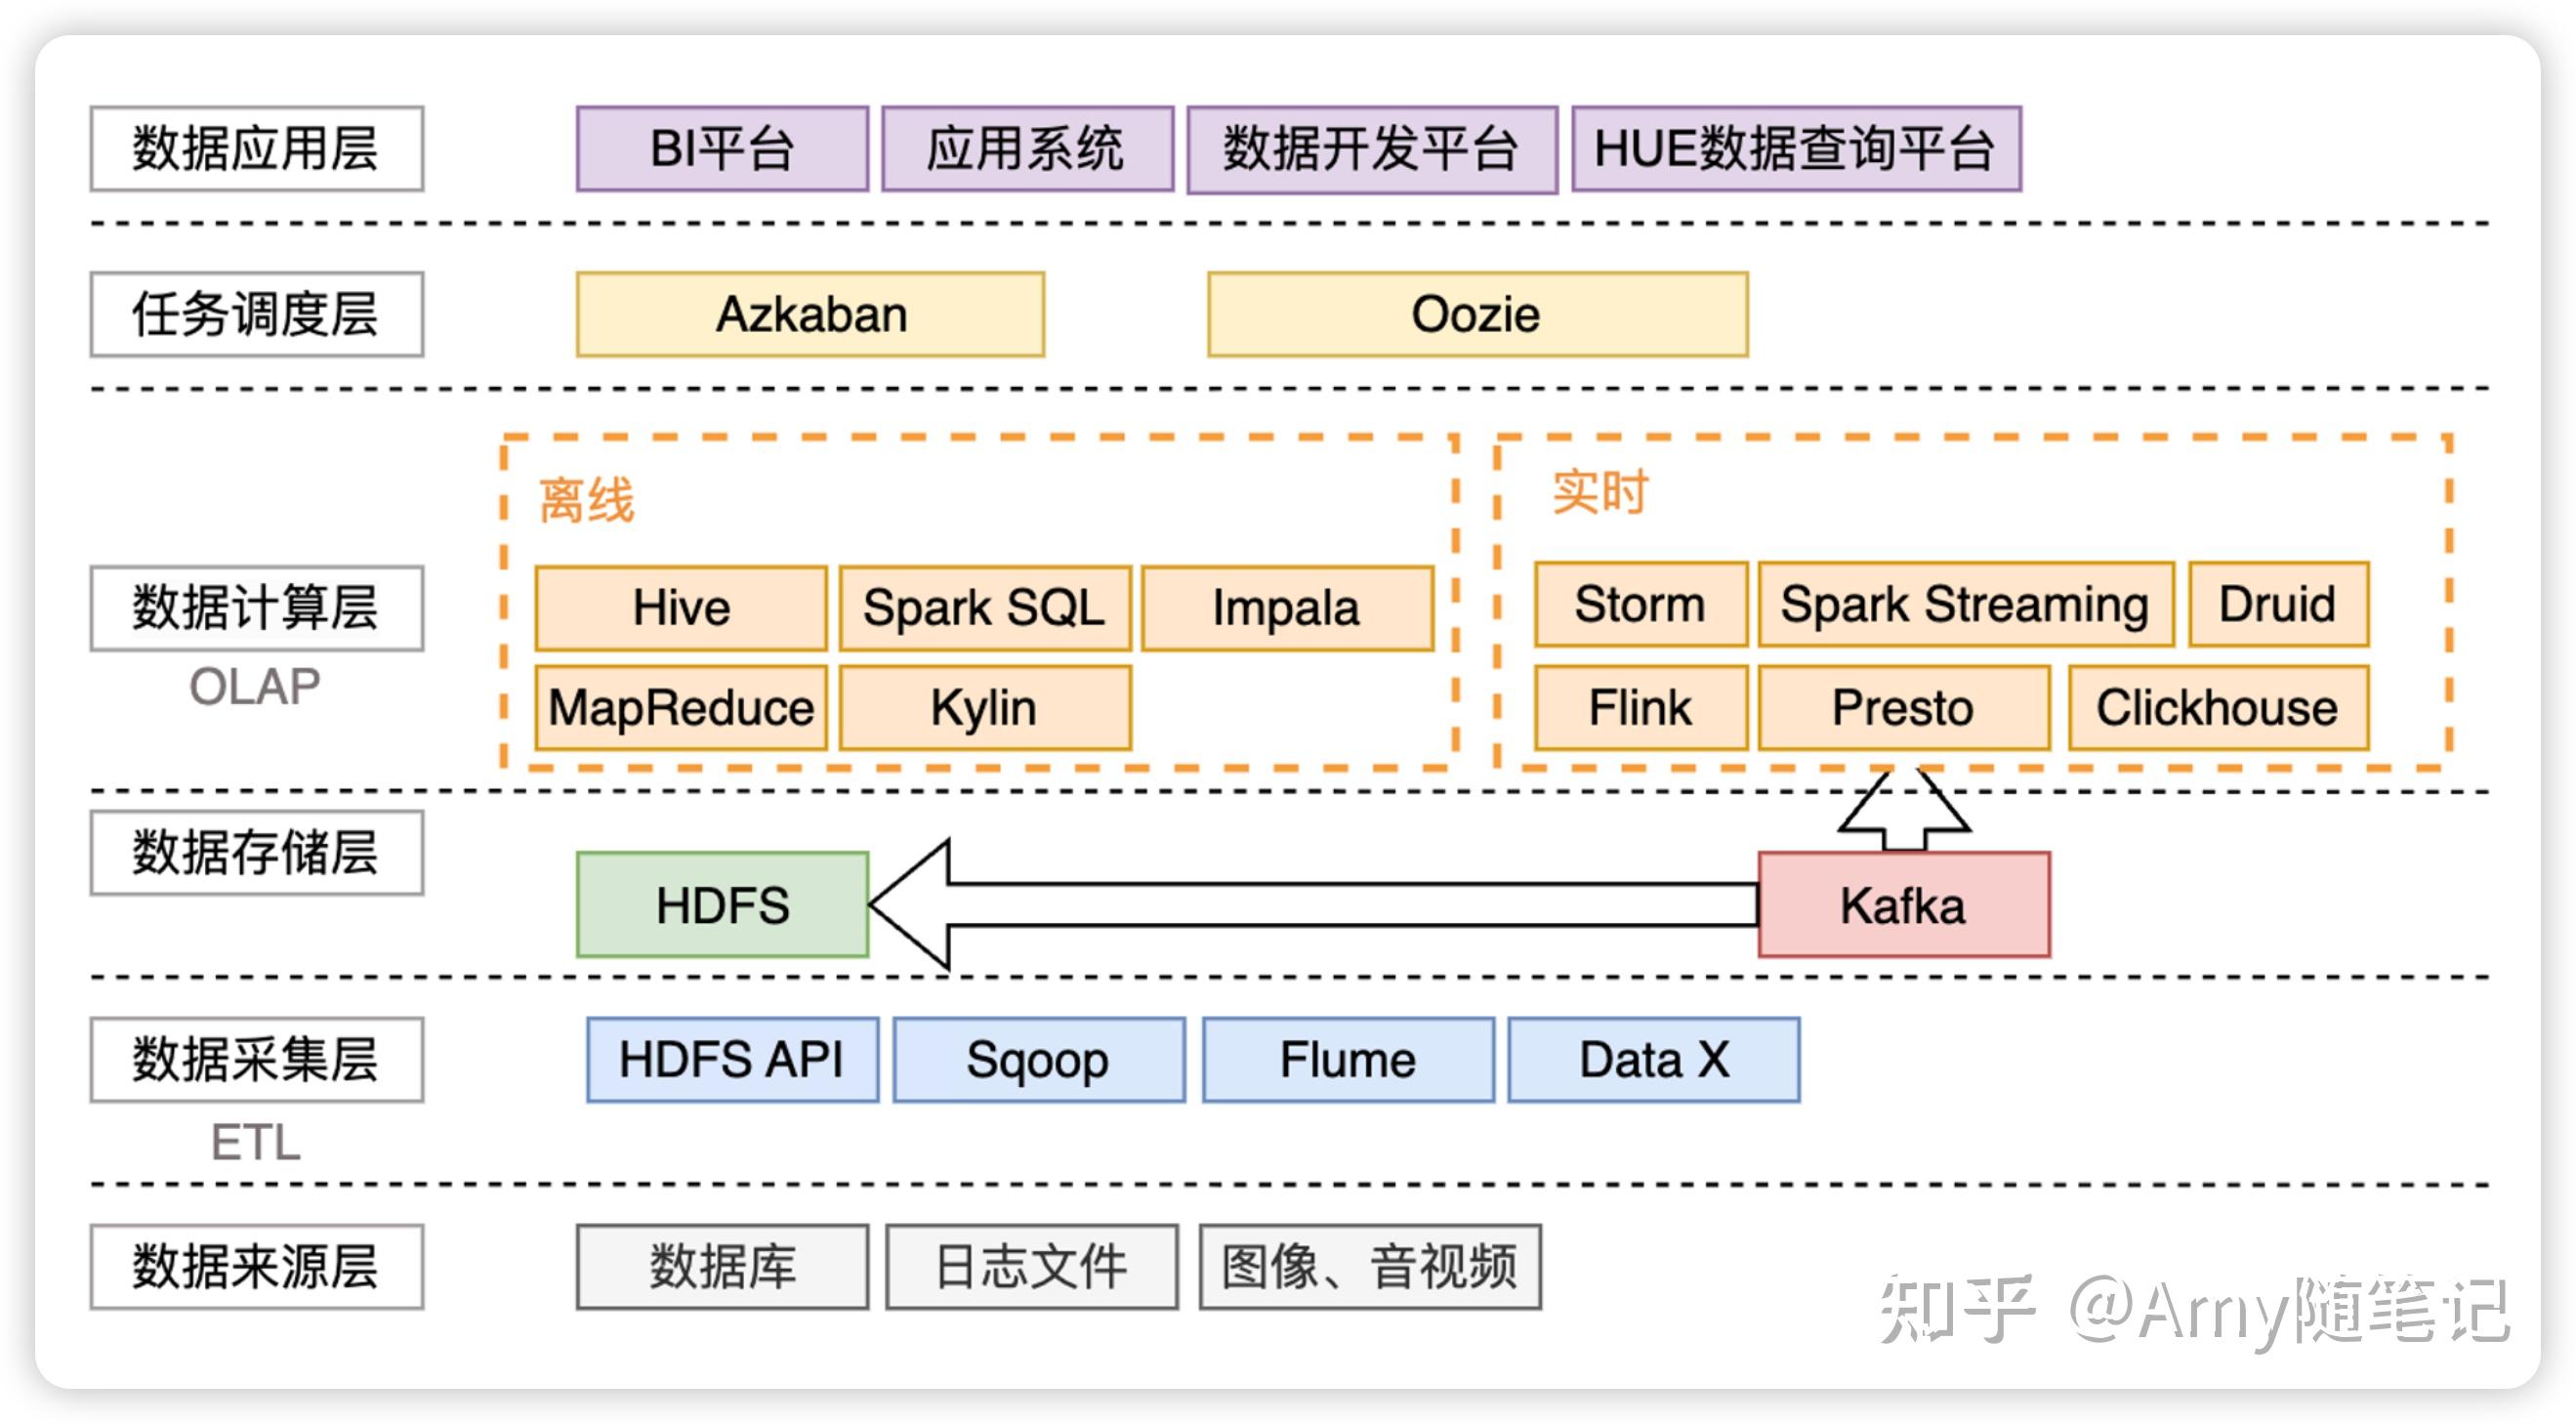 数据应用层
BI平台
应用系统
数据开发平台
HUE数据查询平台
任务调度层
Azkaban
Oozie
数据计算层
OLAP
离线
Hive
Spark SQL
Impala
MapReduce
Kylin
实时
Storm
Spark Streaming
Druid
Flink
Presto
Clickhouse
数据存储层
HDFS
Kafka
数据采集层
ETL
HDFS API
Sqoop
Flume
Data X
数据来源层
数据库
日志文件
图像、音视频
知乎 @Amy随笔记